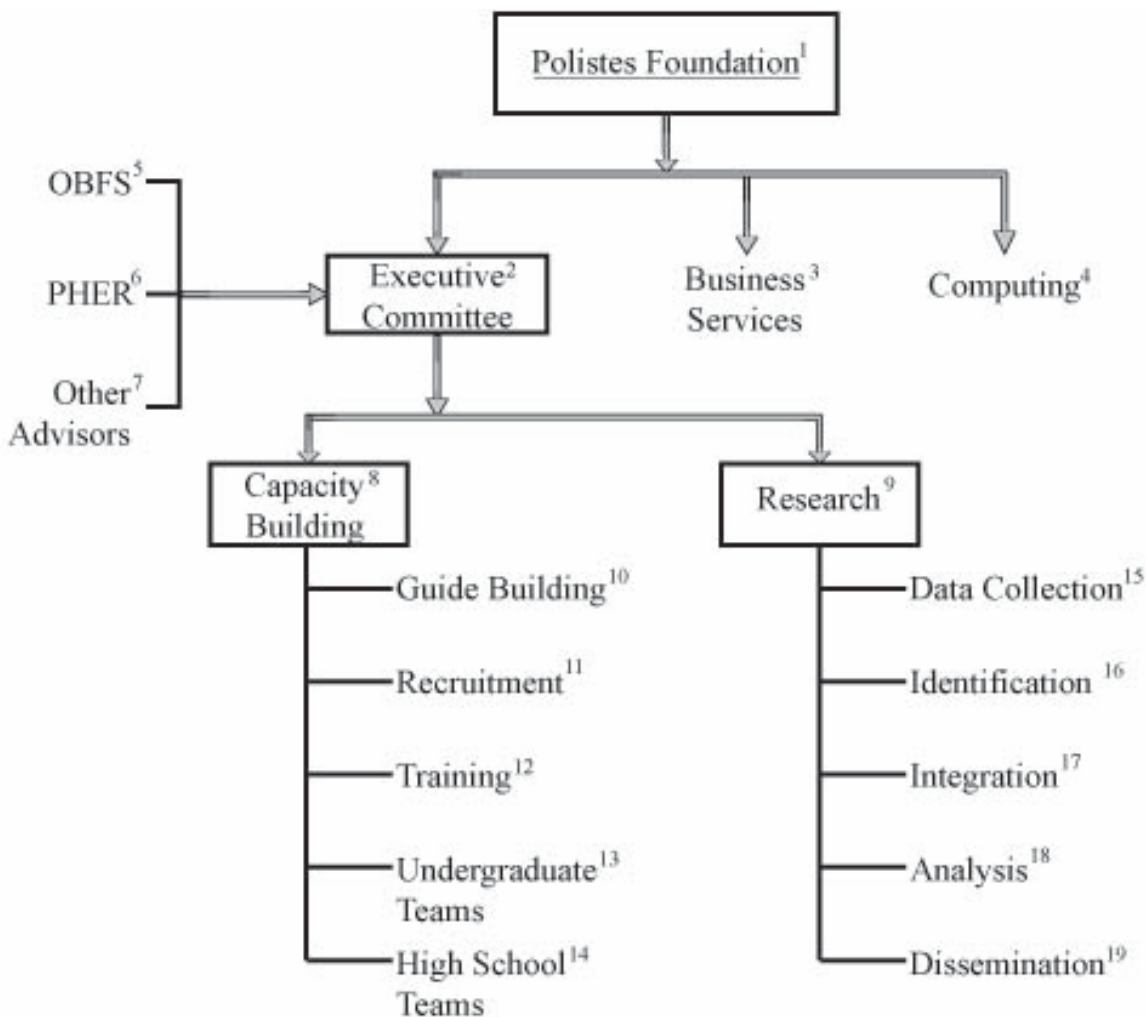 Polistes Foundation1
OBFS5
PHER6
Other7
Advisors
Executive2
Committee
Business3
Services
Computing4
Capacity8
Building
Guide Building10
Recruitment11
Training12
Undergraduate13
Teams
High School14
Teams
Research9
Data Collection15
Identification 16
Integration17
Analysis18
Dissemination19